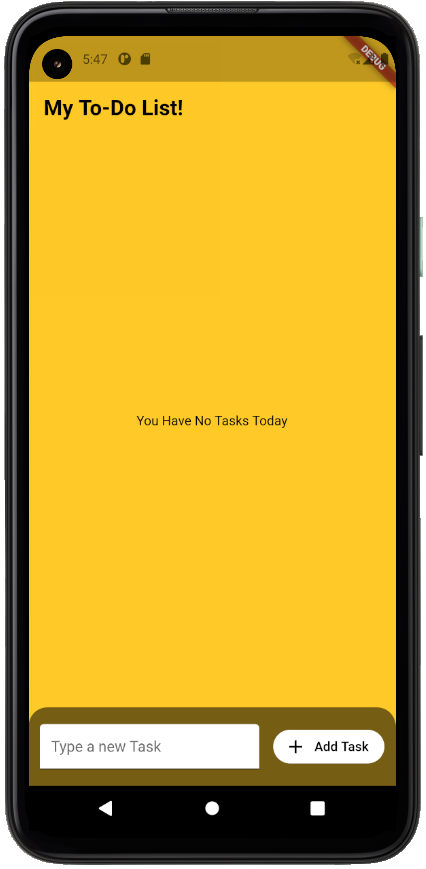 5:47
DEBUG
My To-Do List!
You Have No Tasks Today
Type a new Task
Add Task